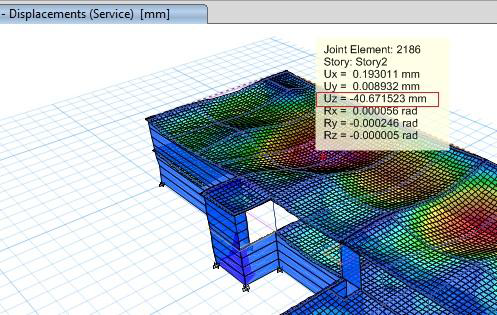 - Displacements (Service) [mm]
Joint Element: 2186
Story: Story2
Ux = 0.193011 mm
Uy = 0.008932 mm
Uz = -40.671523 mm
Rx = 0.000056 rad
Ry = -0.000246 rad
Rz = -0.000005 rad